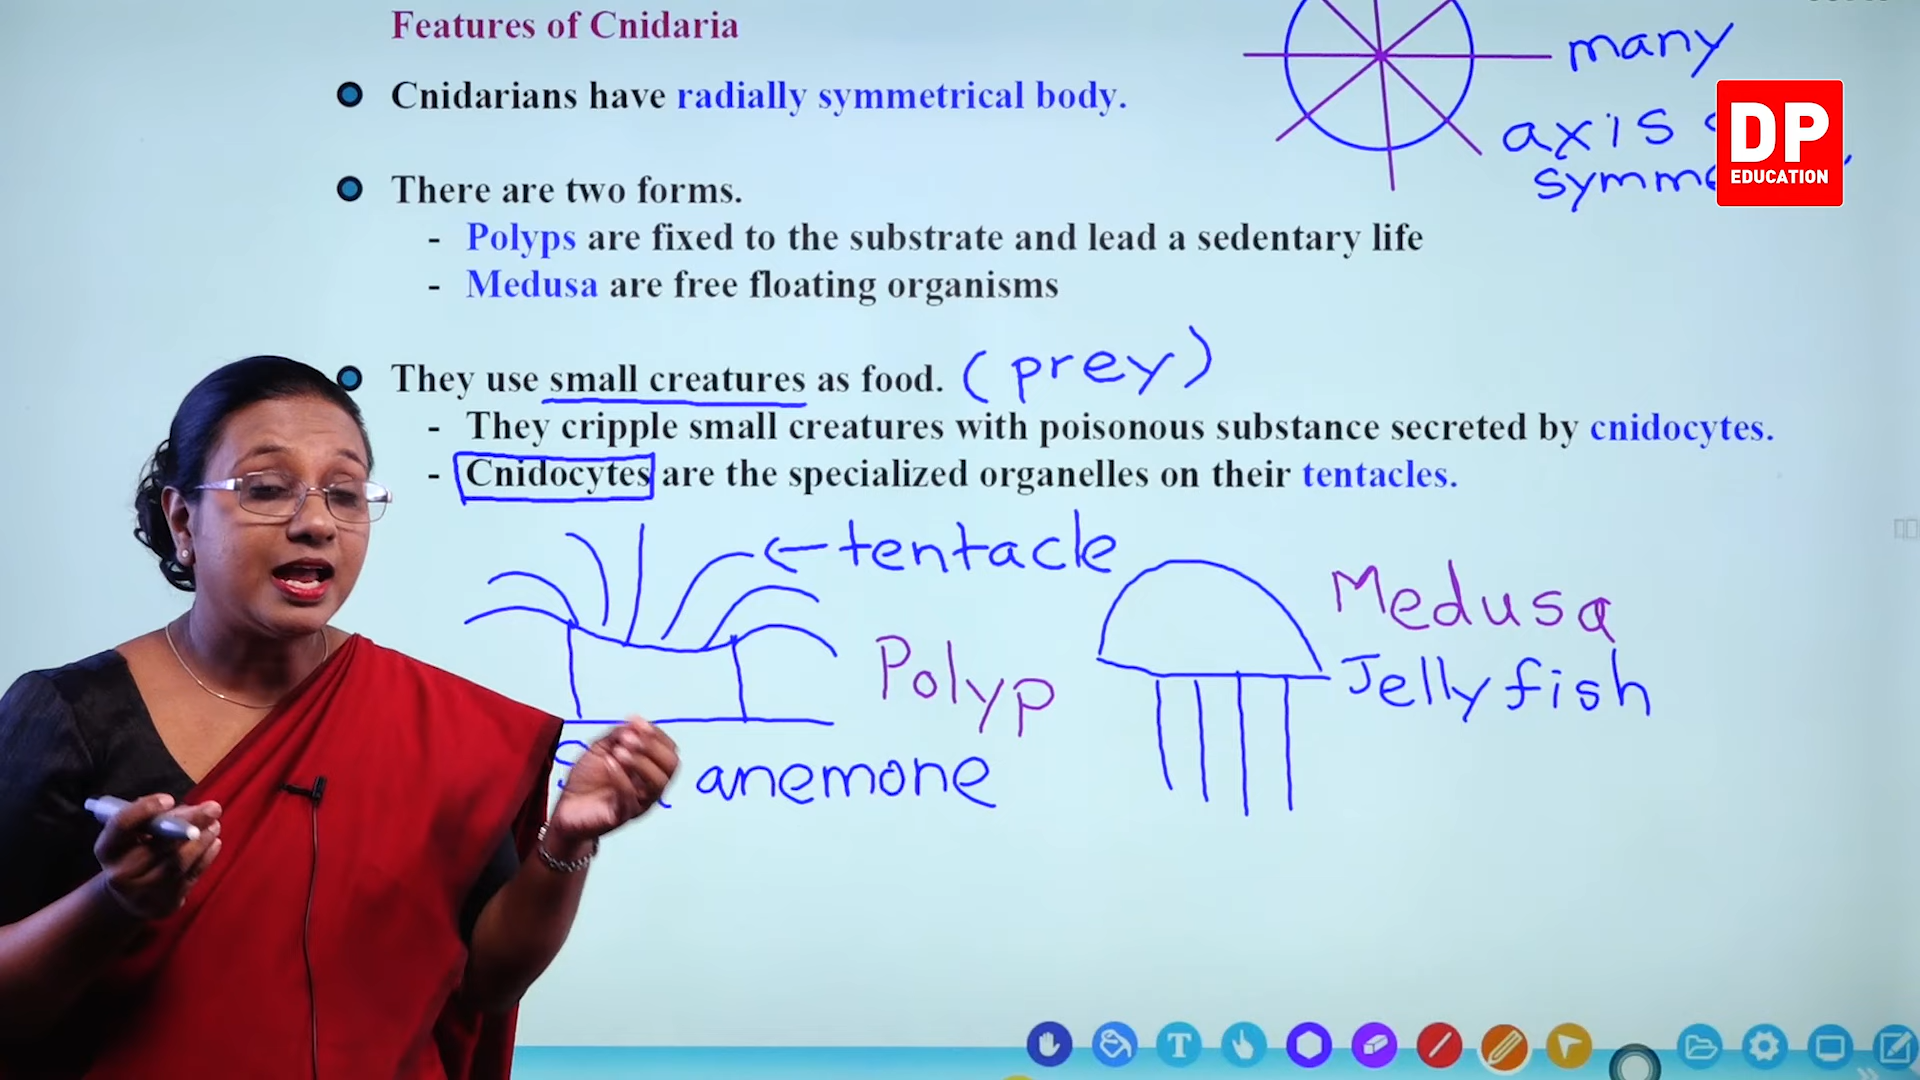 Features of Cnidaria
many
Cnidarians have radially symmetrical body.
axis
DP
EDUCATION
There are two forms.
- Polyps are fixed to the substrate and lead a sedentary life
- Medusa are free floating organisms
They use small creatures as food. (prey)
- They cripple small creatures with poisonous substance secreted by cnidocytes.
- Cnidocytes are the specialized organelles on their tentacles.
tentacle
Medusa
Polyp
Jellyfish
anemone
T